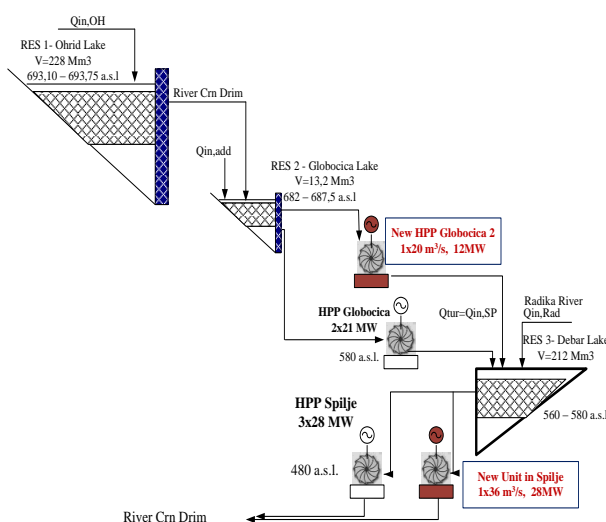 Qin,OH
RES 1- Ohrid Lake
V=228 Mm3
693,10 – 693,75 a.s.l
River Crn Drim
Qin,add
RES 2 - Globocica Lake
V=13,2 Mm3
682 – 687,5 a.s.l
New HPP Globocica 2
1x20 m³/s, 12MW
HPP Globocica
2x21 MW
580 a.s.l.
Qtur=Qin,SP
Radika River
Qin,Rad
RES 3- Debar Lake
V=212 Mm3
560 – 580 a.s.l
HPP Spilje
3x28 MW
480 a.s.l.
New Unit in Spilje
1x36 m³/s, 28MW
River Crn Drim